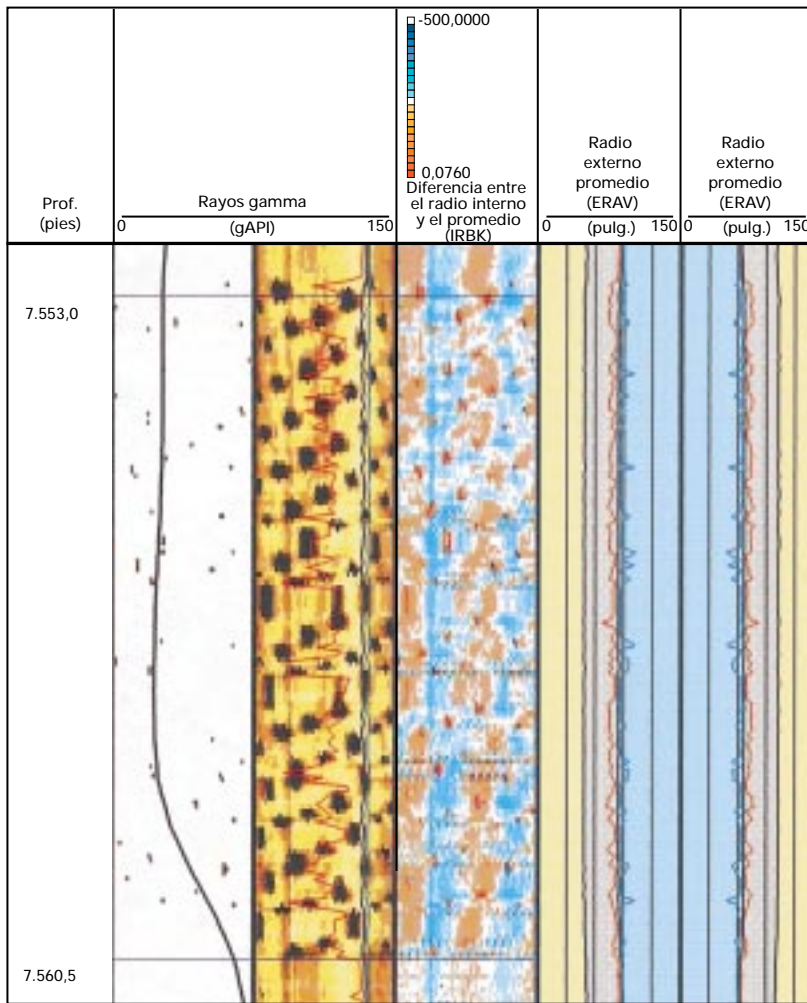 -500,0000
0,0760
Diferencia entre
el radio interno
y el promedio
(IRBK)
Prof.
(pies)
Rayos gamma
0 (gAPI) 150
Radio
externo
promedio
(ERAV)
0 (pulg.) 150
Radio
externo
promedio
(ERAV)
0 (pulg.) 150
7.553,0
7.560,5